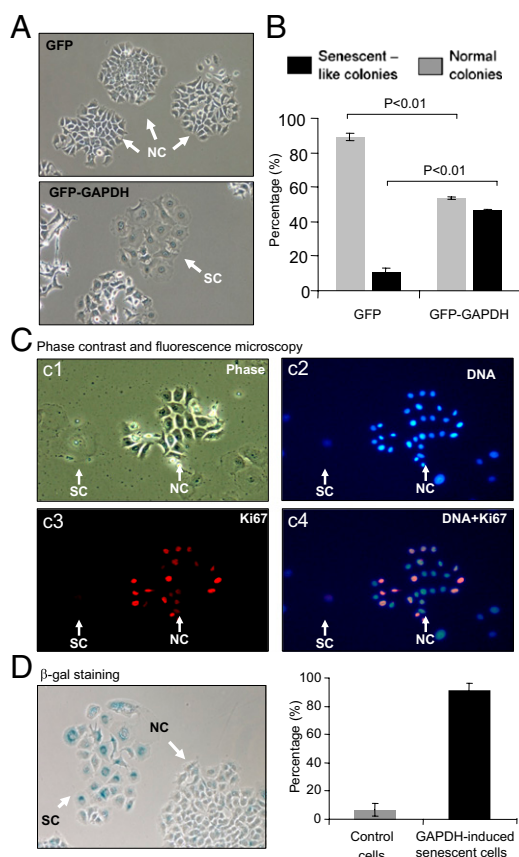 A
GFP
NC
GFP-GAPDH
SC
B
Senescent –
like colonies
Normal
colonies
P<0.01
P<0.01
Percentage (%)
100
80
60
40
20
0
GFP
GFP-GAPDH
C Phase contrast and fluorescence microscopy
c1
Phase
SC
NC
c2
DNA
SC
NC
c3
Ki67
SC
NC
c4
DNA+Ki67
SC
NC
D β-gal staining
NC
SC
Percentage (%)
100
80
60
40
20
0
Control
cells
GAPDH-induced
senescent cells